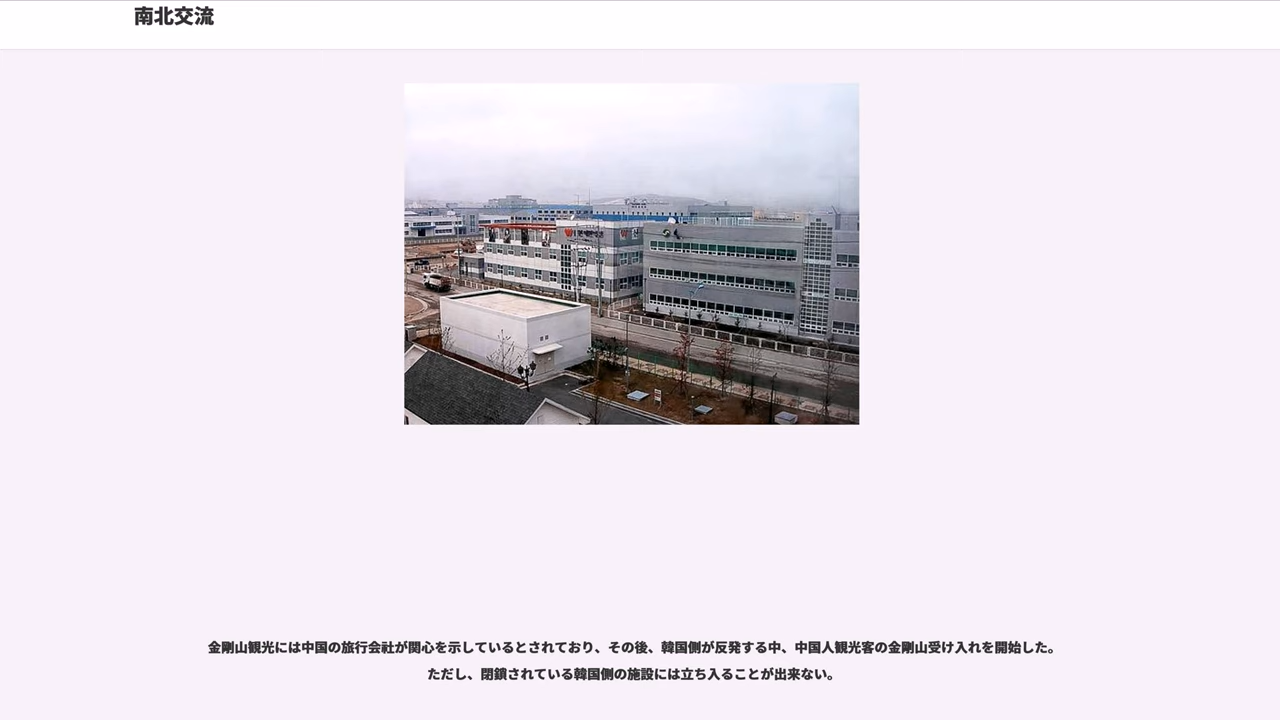 南北交流
金剛山観光には中国の旅行会社が関心を示しているとされており、その後、韓国側が反発する中、中国人観光客の金剛山受け入れを開始した。
ただし、閉鎖されている韓国側の施設には立ち入ることが出来ない。